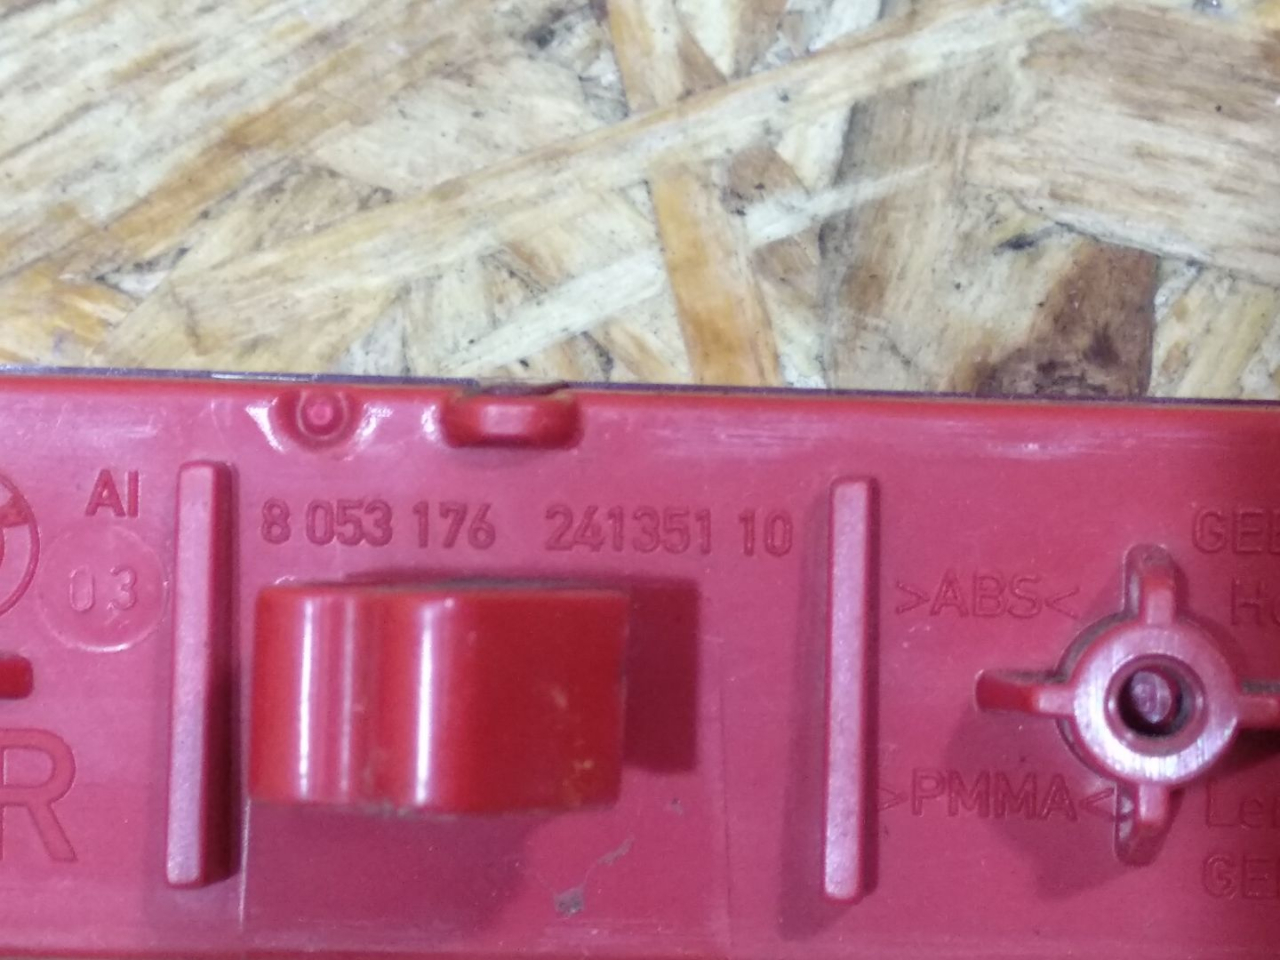 AI
03
R
8 053 176 241351 10
>ABS<
>PMMA<